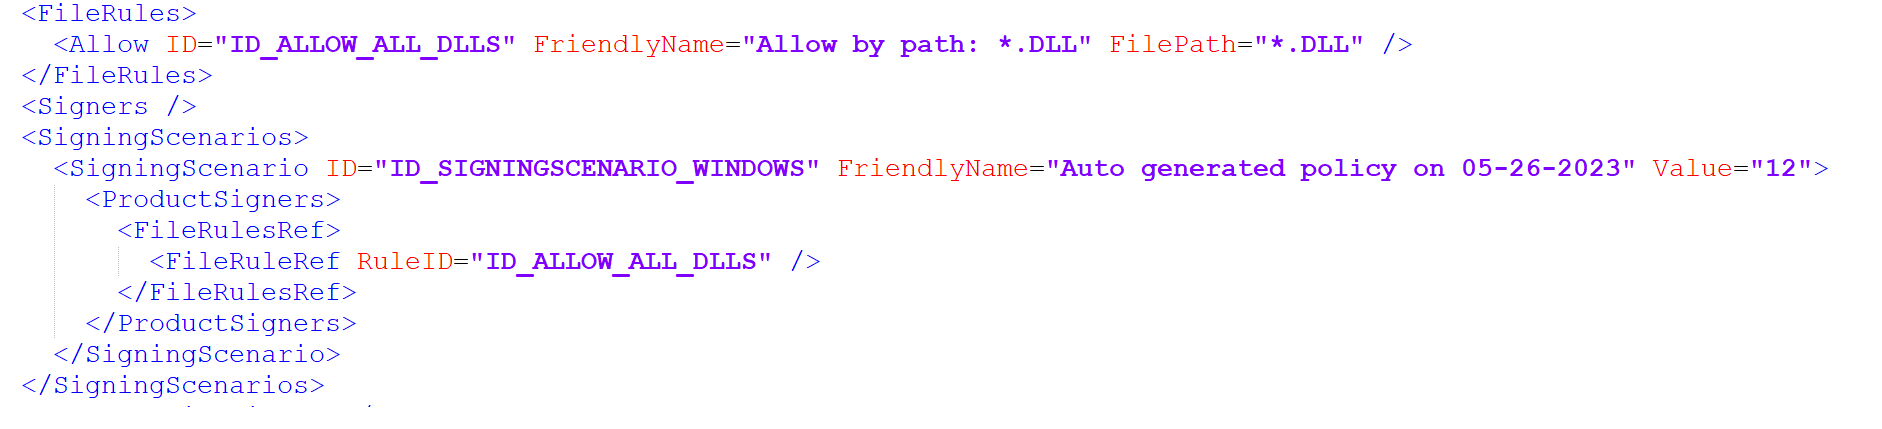 <FileRules>
<Allow ID="ID_ALLOW_ALL_DLLS" FriendlyName="Allow by path: *.DLL" FilePath="*.DLL" />
</FileRules>
<Signers />
<SigningScenarios>
<SigningScenario ID="ID_SIGNINGSCENARIO_WINDOWS" FriendlyName="Auto generated policy on 05-26-2023" Value="12">
<ProductSigners>
<FileRulesRef>
<FileRuleRef RuleID="ID_ALLOW_ALL_DLLS" />
</FileRulesRef>
</ProductSigners>
</SigningScenario>
</SigningScenarios>